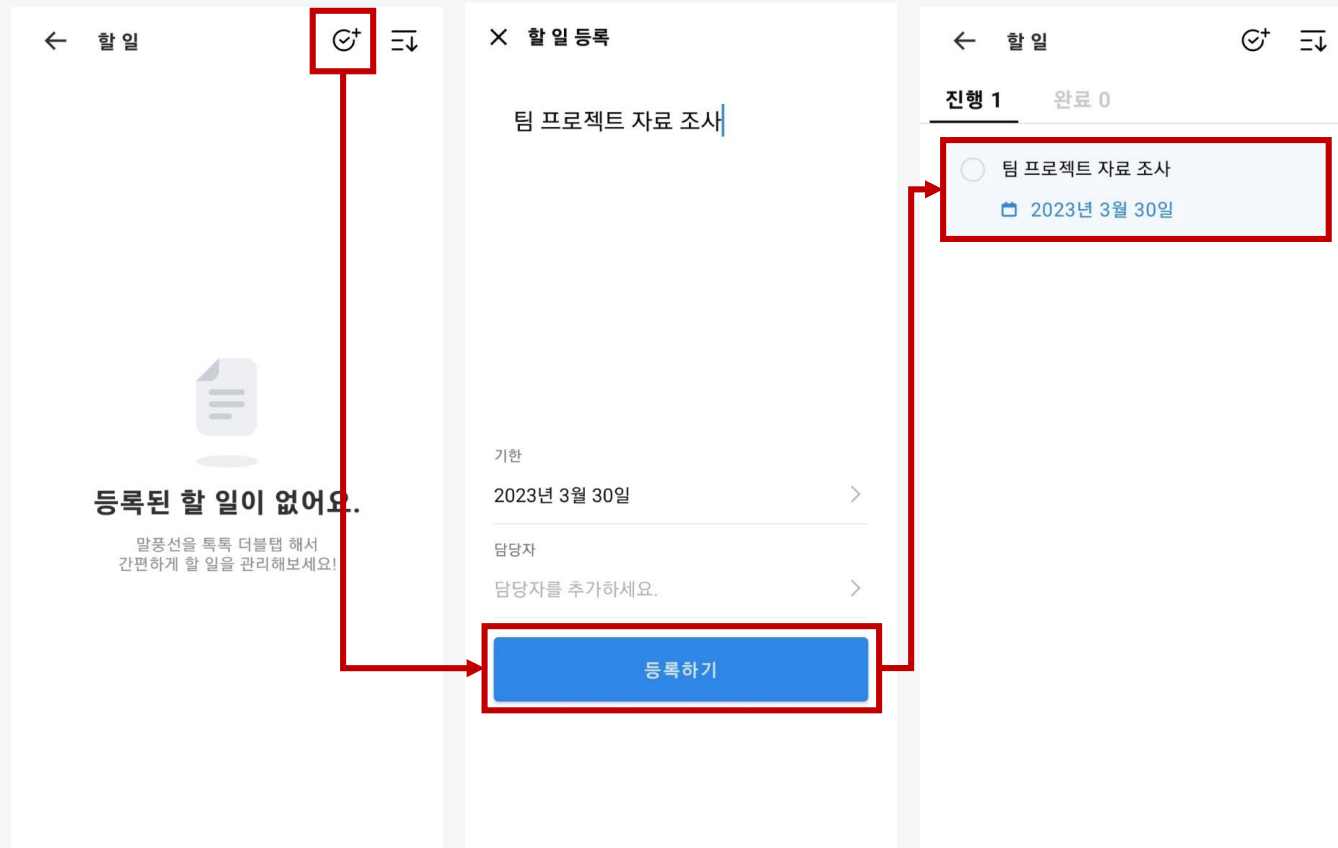 할 일
등록된 할 일이 없어요.
말풍선을 톡톡 더블탭 해서
간편하게 할 일을 관리해보세요!
할 일 등록
팀 프로젝트 자료 조사
기한
2023년 3월 30일
담당자
담당자를 추가하세요.
등록하기
할 일
진행 1 완료 0
팀 프로젝트 자료 조사
2023년 3월 30일